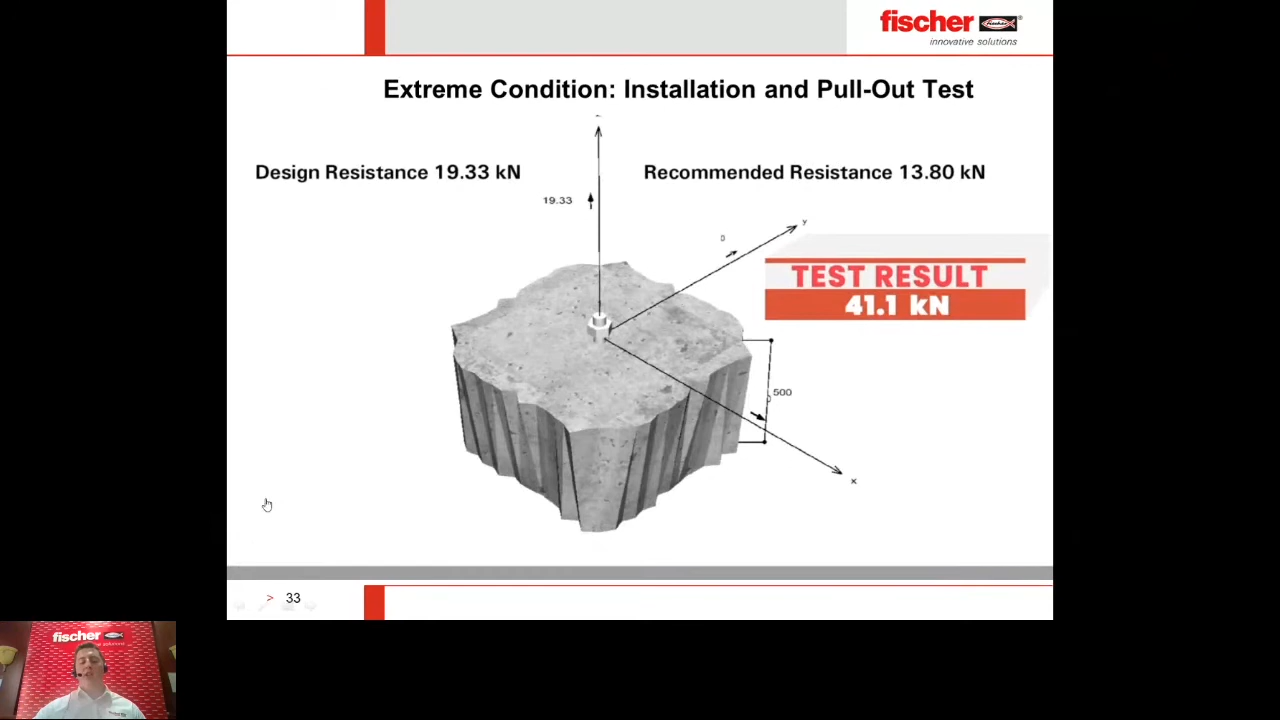 fischer
innovative solutions
Extreme Condition: Installation and Pull-Out Test
Design Resistance 19.33 kN
Recommended Resistance 13.80 kN
19.33
0
y
TEST RESULT
41.1 kN
500
0
x
> 33
fischer